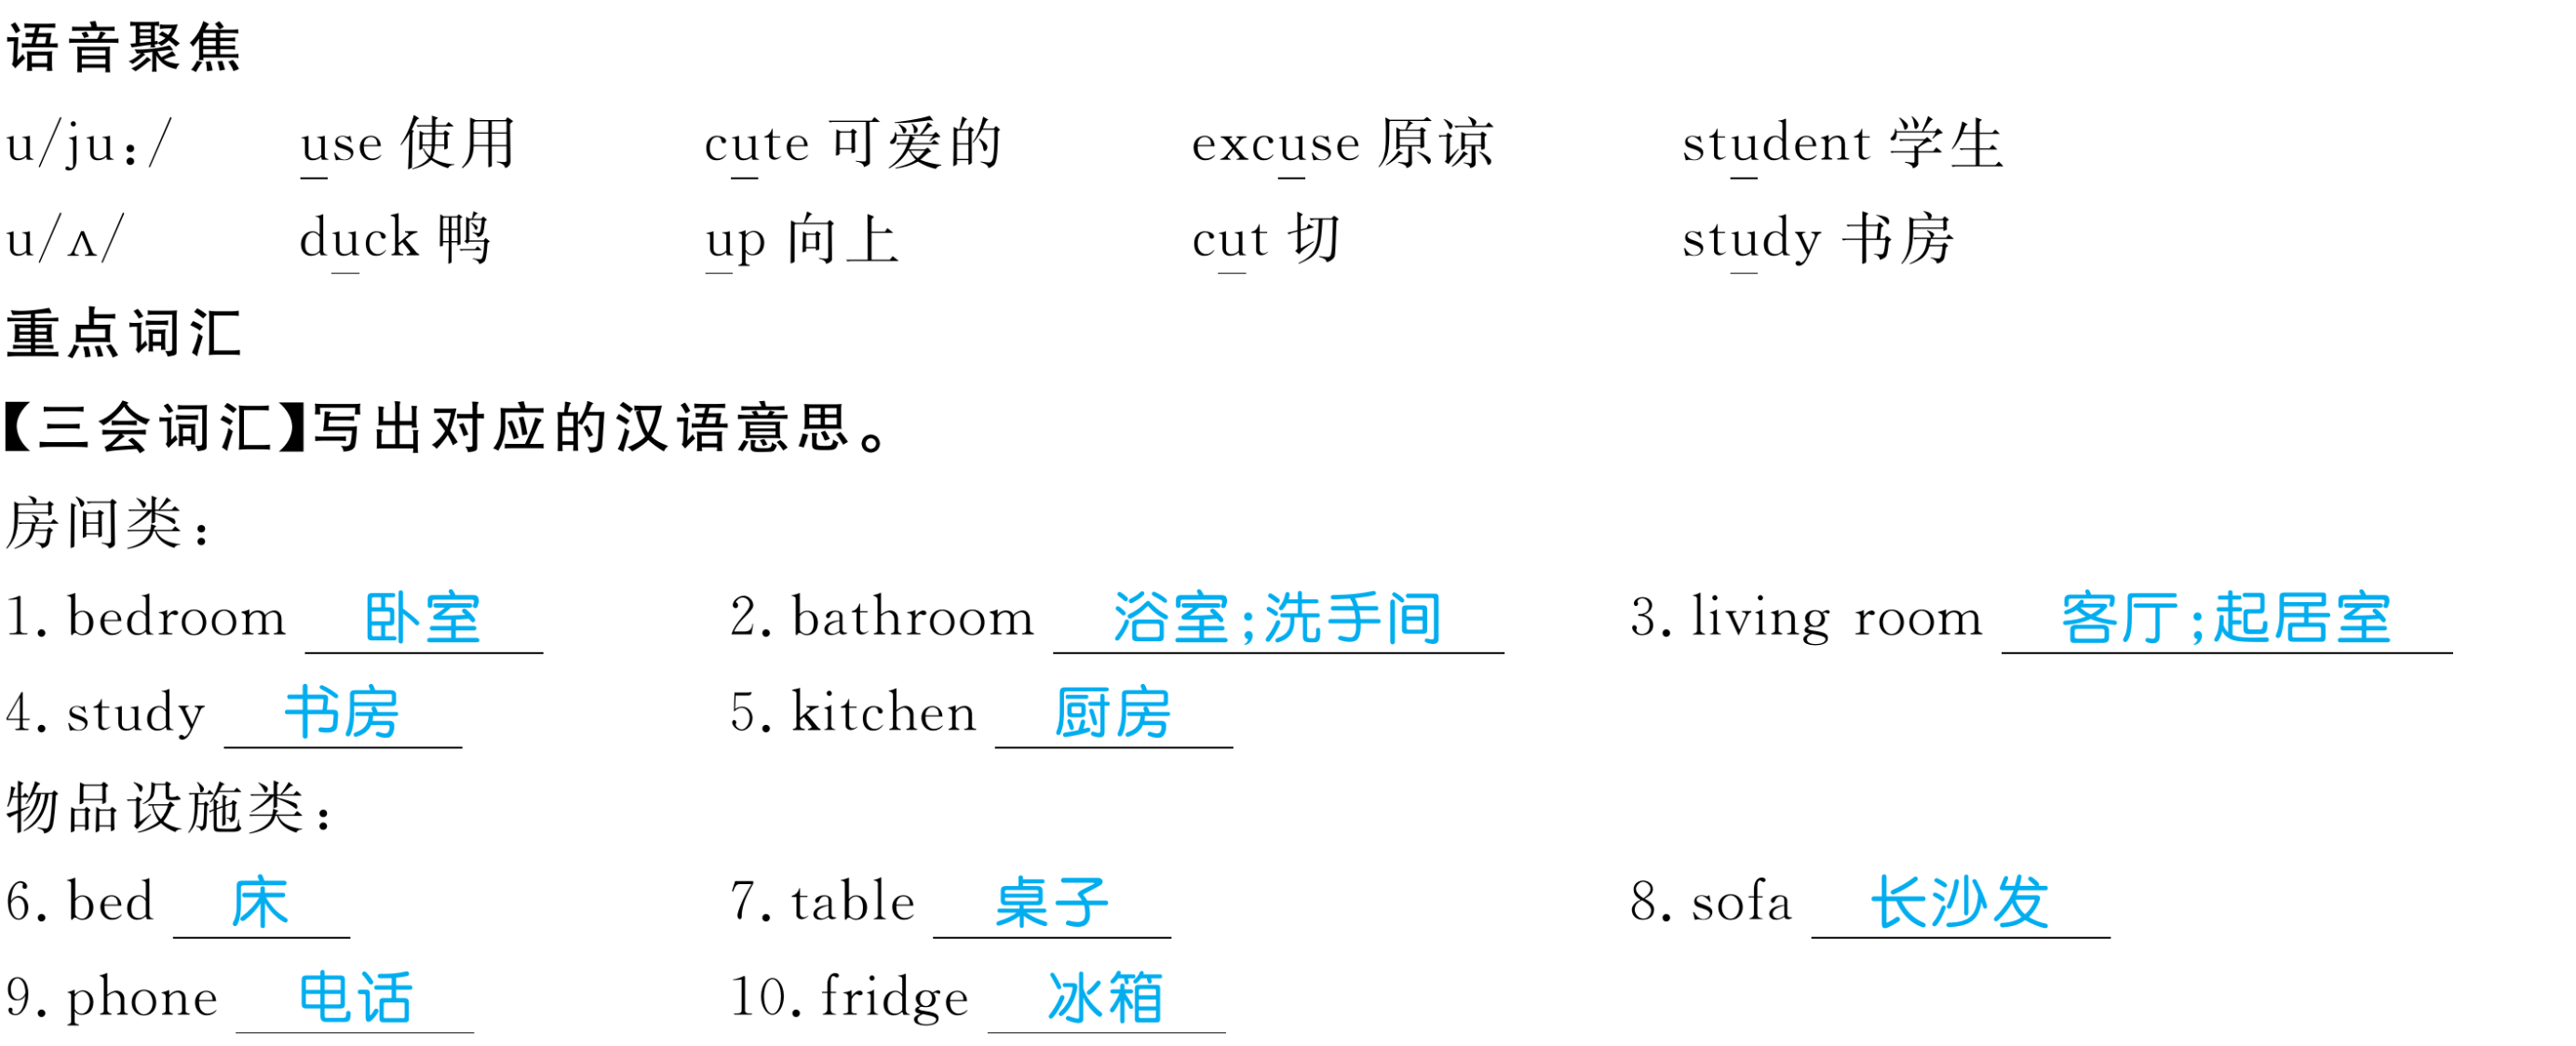 语音聚焦
u/juː/ use 使用 cute 可爱的 excuse 原谅 student 学生
u/ʌ/ duck 鸭 up 向上 cut 切 study 书房
重点词汇
【三会词汇】写出对应的汉语意思。
房间类：
1. bedroom 卧室 2. bathroom 浴室;洗手间 3. living room 客厅;起居室
4. study 书房 5. kitchen 厨房
物品设施类：
6. bed 床 7. table 桌子 8. sofa 长沙发
9. phone 电话 10. fridge 冰箱